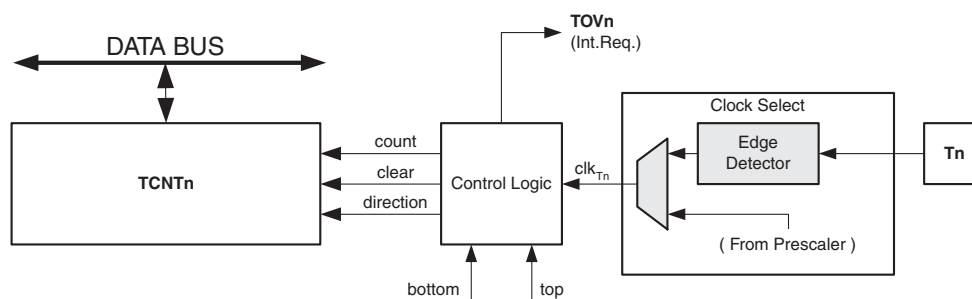 TOVn
(Int.Req.)
DATA BUS
Clock Select
count
Edge
Detector
Tn
TCNTn
clear
Control Logic
clkTn
direction
( From Prescaler )
bottom
top